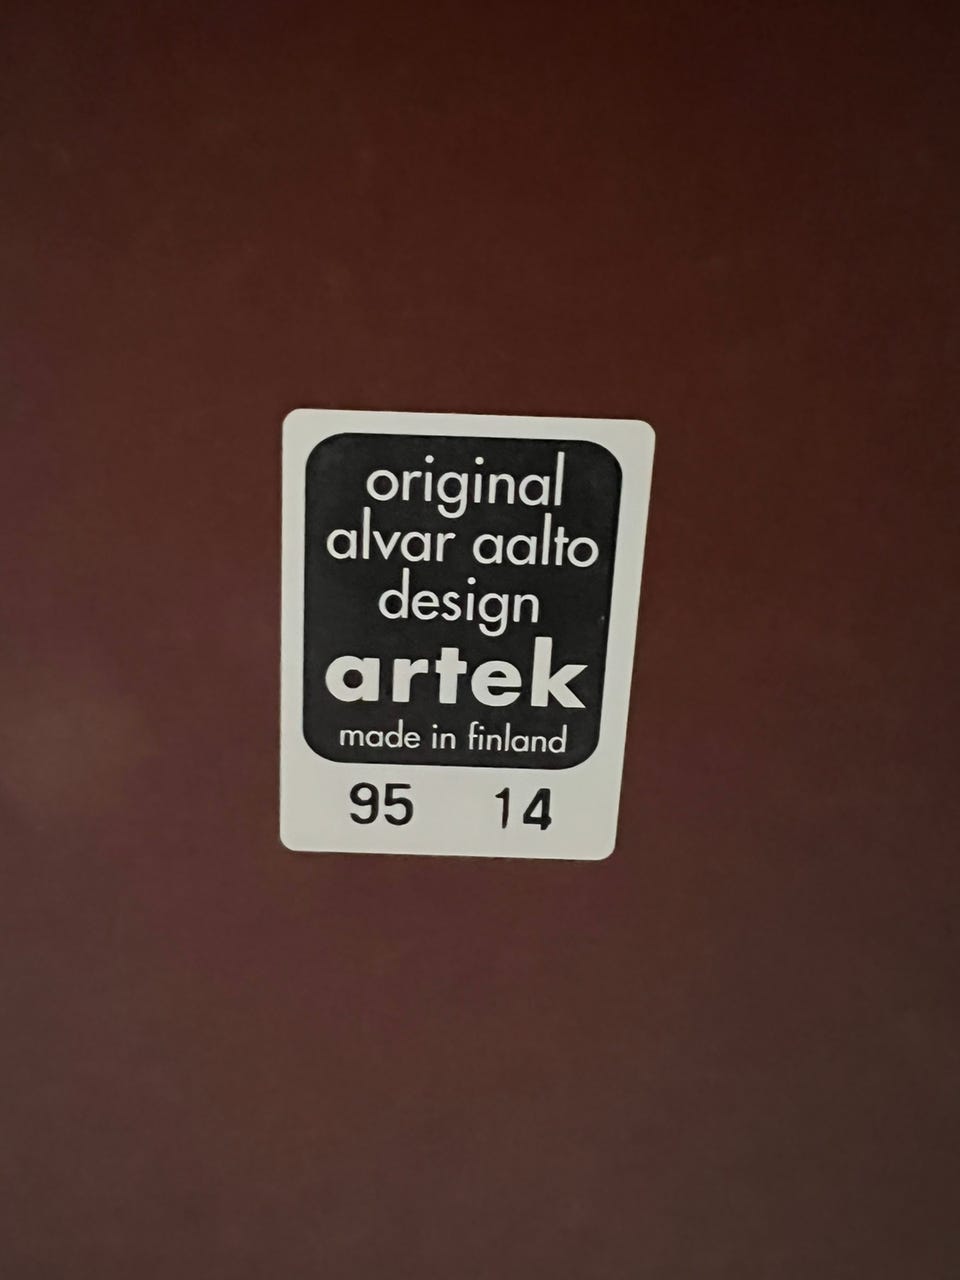 original
alvar aalto
design
artek
made in finland
95 14